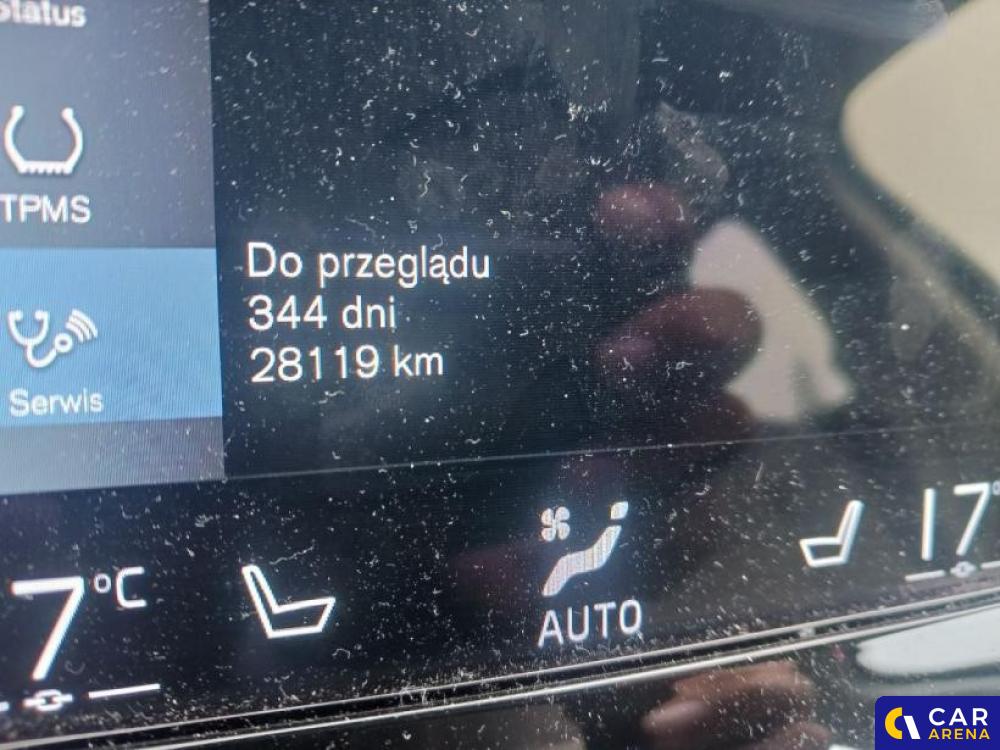 Status
TPMS
Serwis
Do przeglądu
344 dni
28119 km
7°C
AUTO
17°
CAR
ARENA